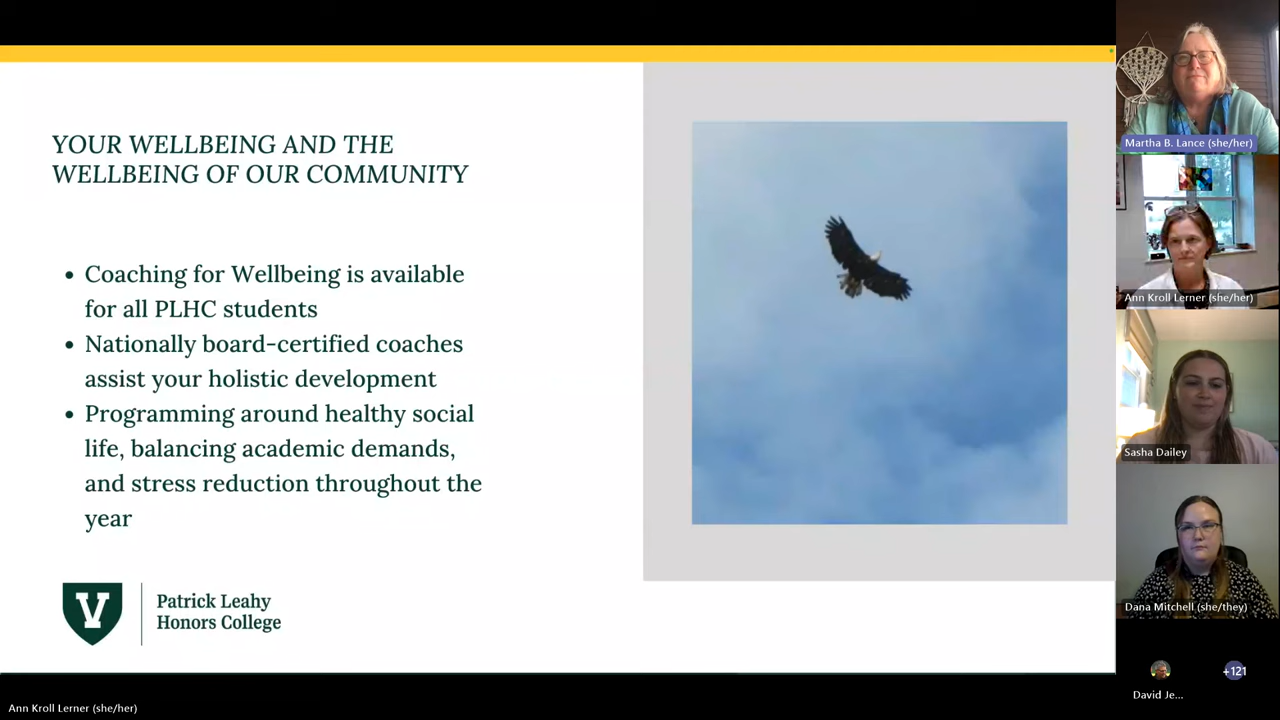 YOUR WELLBEING AND THE
WELLBEING OF OUR COMMUNITY
• Coaching for Wellbeing is available
for all PLHC students
• Nationally board-certified coaches
assist your holistic development
• Programming around healthy social
life, balancing academic demands,
and stress reduction throughout the
year
V
Patrick Leahy
Honors College
Martha B. Lance (she/her)
Ann Kroll Lerner (she/her)
Sasha Dailey
Dana Mitchell (she/they)
+121
David Je...
Ann Kroll Lerner (she/her)